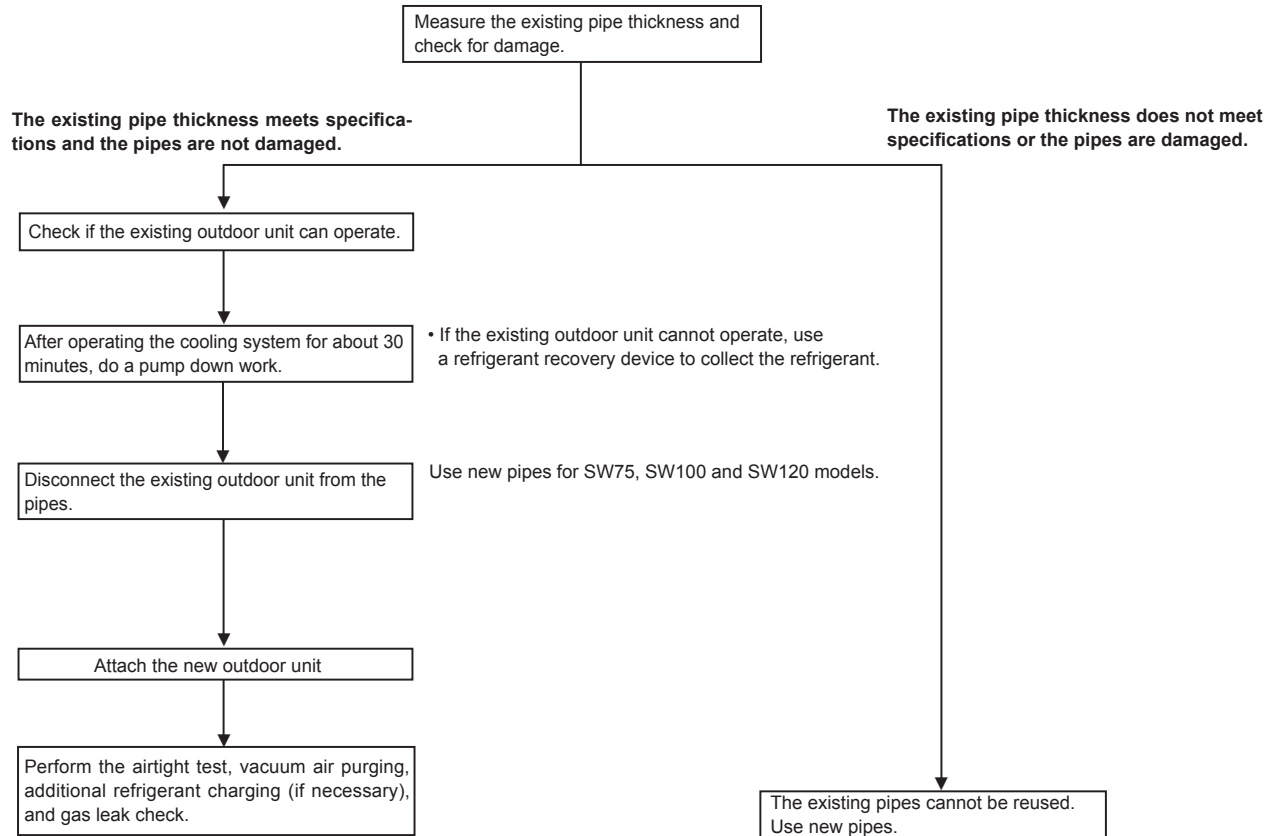 Measure the existing pipe thickness and
check for damage.
The existing pipe thickness meets specifica-
tions and the pipes are not damaged.
The existing pipe thickness does not meet
specifications or the pipes are damaged.
Check if the existing outdoor unit can operate.
After operating the cooling system for about 30
minutes, do a pump down work.
• If the existing outdoor unit cannot operate, use
a refrigerant recovery device to collect the refrigerant.
Disconnect the existing outdoor unit from the
pipes.
Use new pipes for SW75, SW100 and SW120 models.
Attach the new outdoor unit
Perform the airtight test, vacuum air purging,
additional refrigerant charging (if necessary),
and gas leak check.
The existing pipes cannot be reused.
Use new pipes.